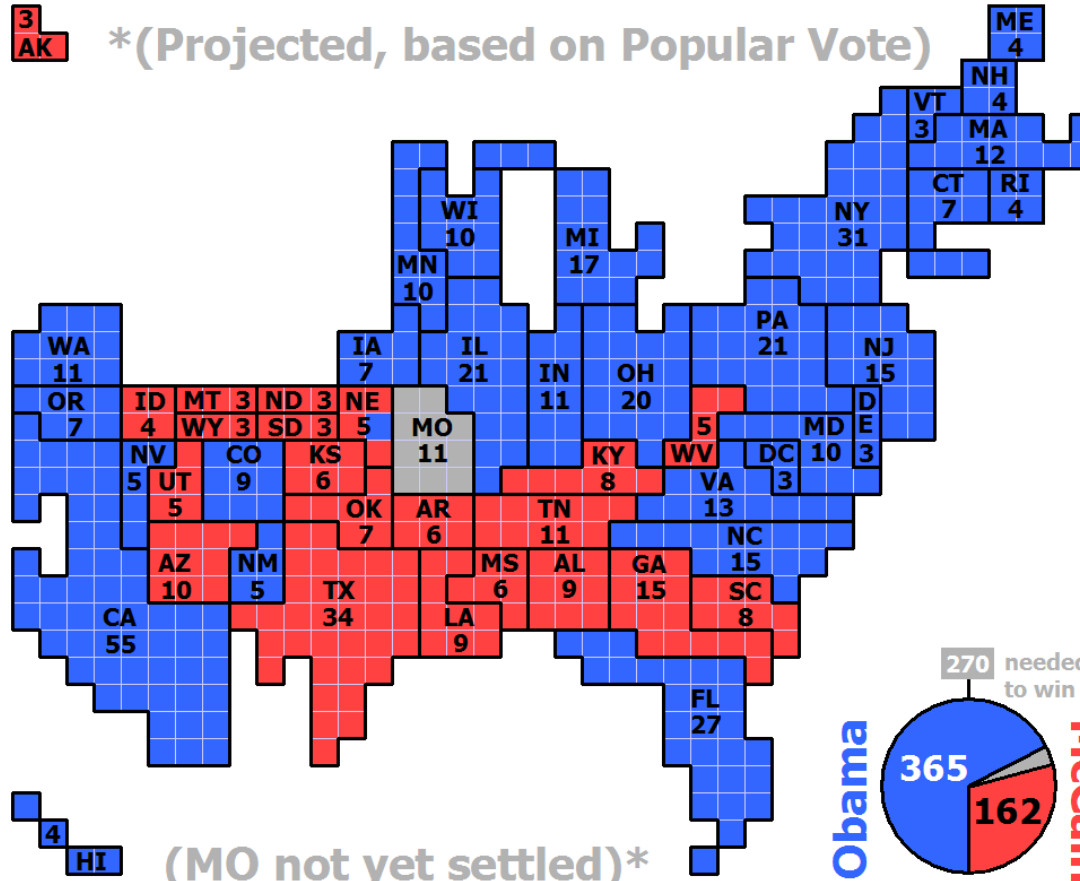 3
AK
*(Projected, based on Popular Vote)
ME
4
NH
4
VT
3
MA
12
CT
7
RI
4
NY
31
WI
10
MI
17
MN
10
WA
11
IA
7
IL
21
IN
11
OH
20
PA
21
NJ
15
OR
7
ID
4
MT 3
ND 3
NE
5
WY 3
SD 3
MO
11
5
WV
MD
10
D
E
3
DC
3
NV
5
UT
5
CO
9
KS
6
KY
8
VA
13
OK
7
AR
6
TN
11
NC
15
AZ
10
NM
5
TX
34
MS
6
AL
9
GA
15
SC
8
LA
9
CA
55
FL
27
270 needed
to win
Obama
365
162
4
HI
(MO not yet settled)*